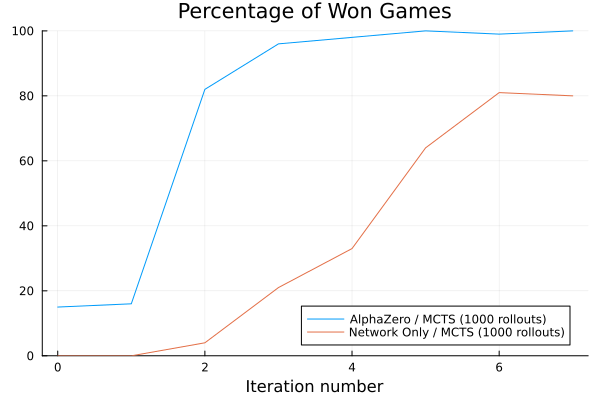 Percentage of Won Games
100
80
60
40
20
0
AlphaZero / MCTS (1000 rollouts)
Network Only / MCTS (1000 rollouts)
0 2 4 6
Iteration number